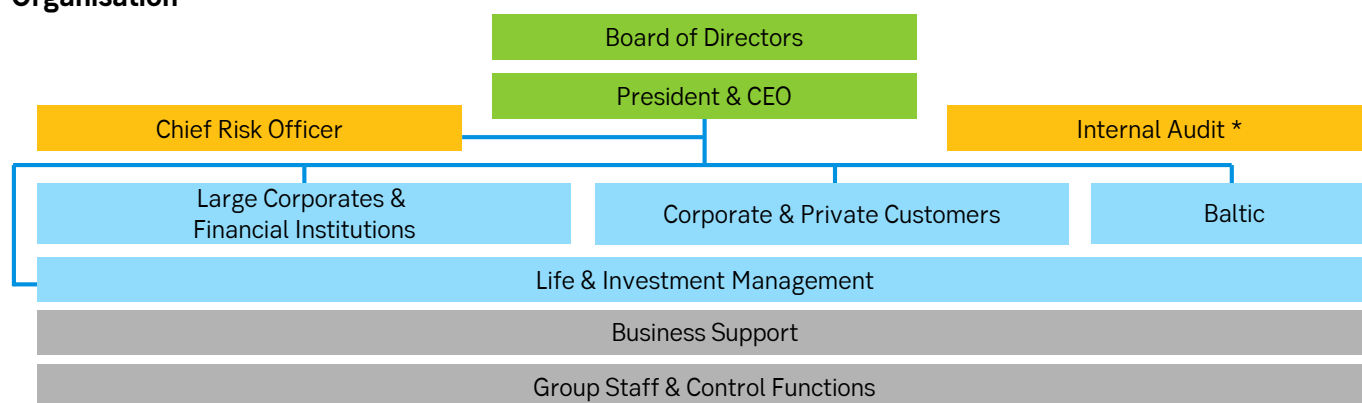 Organisation
Board of Directors
President & CEO
Chief Risk Officer
Internal Audit *
Large Corporates &
Financial Institutions
Corporate & Private Customers
Baltic
Life & Investment Management
Business Support
Group Staff & Control Functions